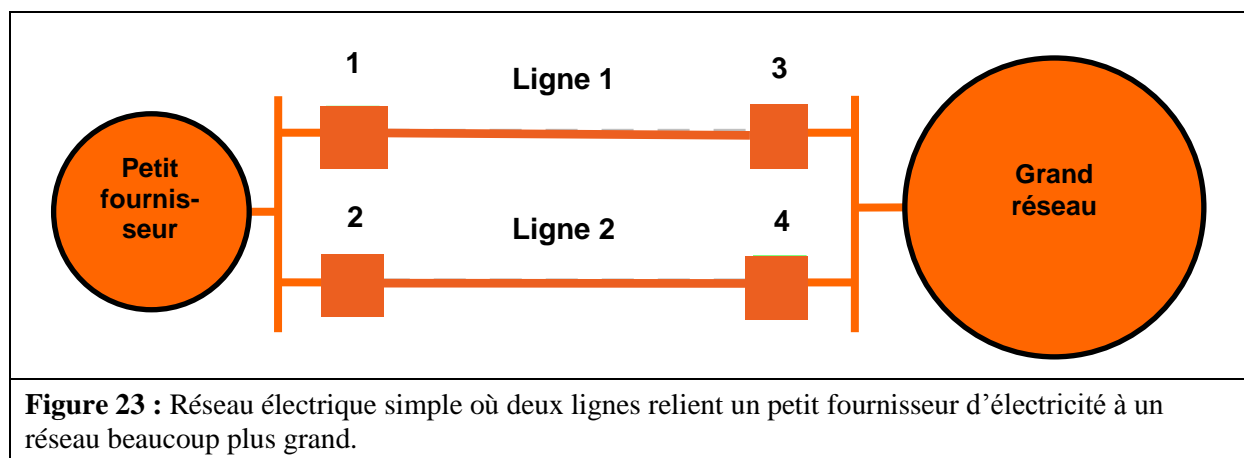 1
Ligne 1
3
Petit
fournis-
seur
Grand
réseau
2
Ligne 2
4
Figure 23 : Réseau électrique simple où deux lignes relient un petit fournisseur d’électricité à un
réseau beaucoup plus grand.